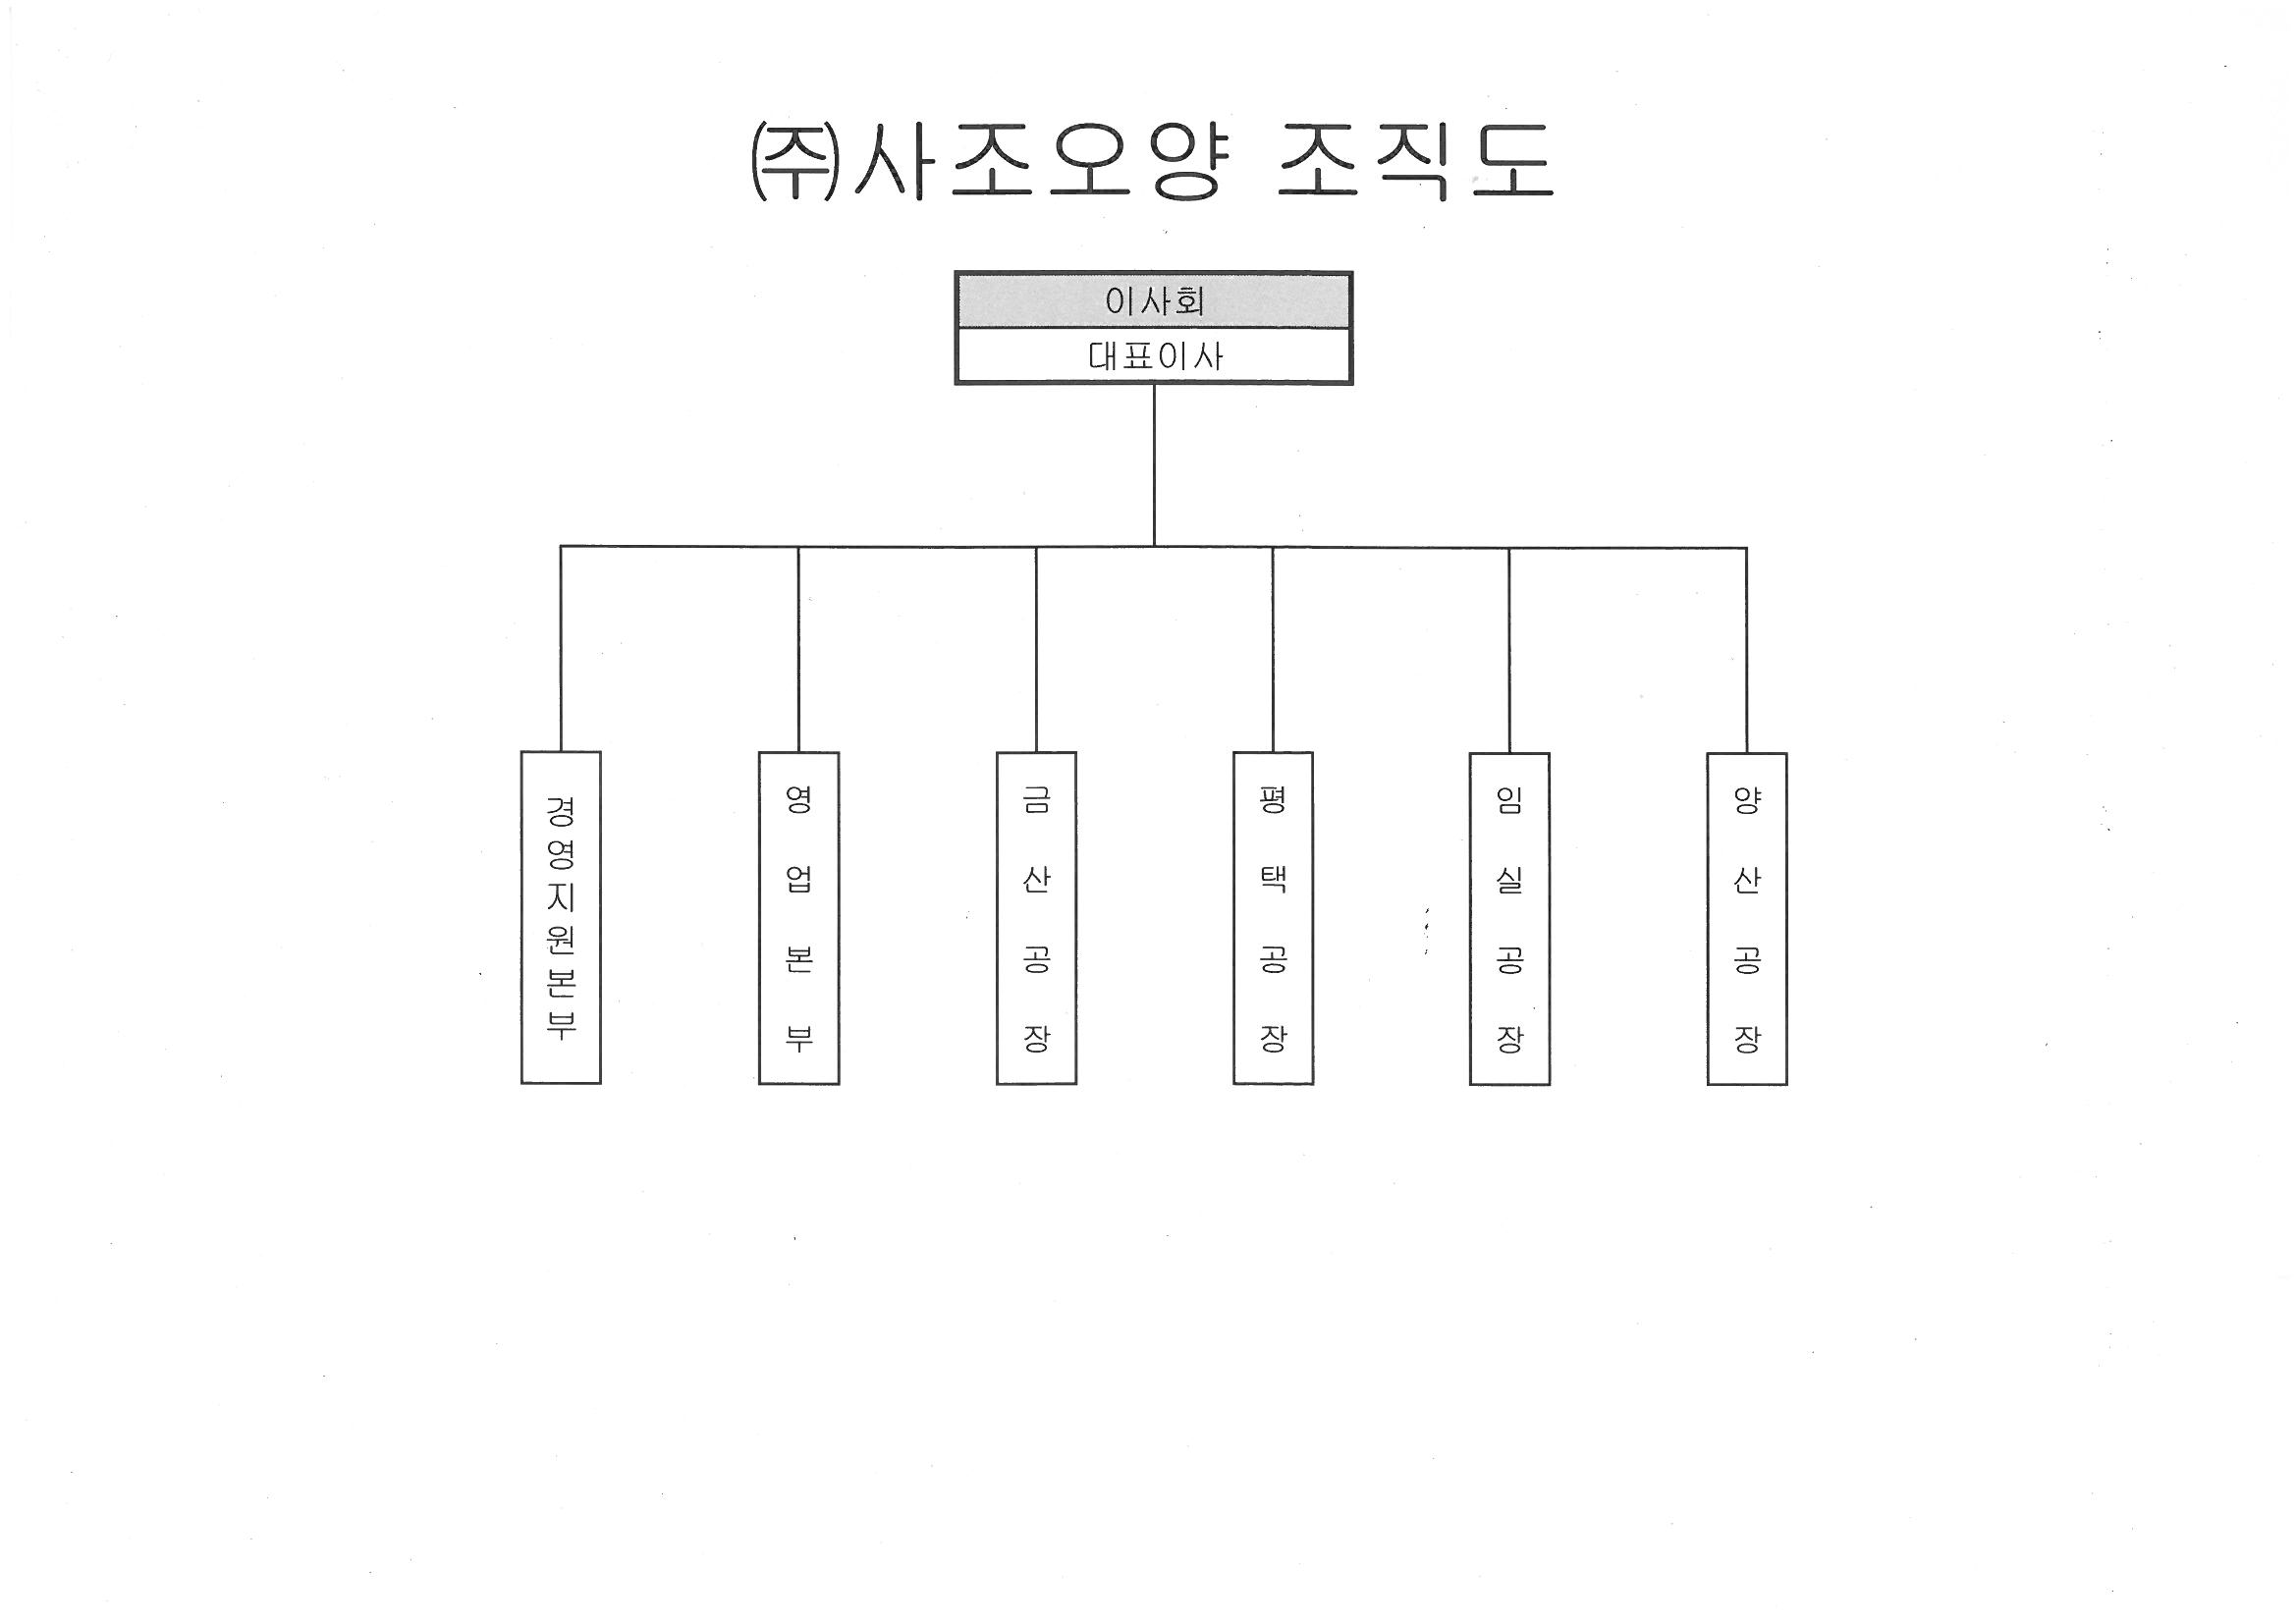 ㈜사조오양 조직도
이사회
대표이사
경영지원본부
영업본부
금산공장
평택공장
임실공장
양산공장